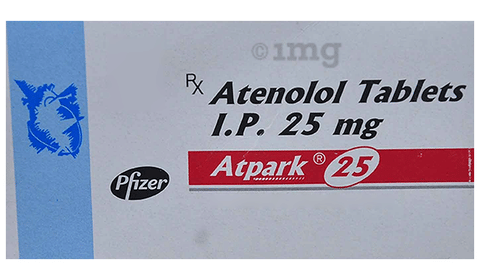 ©1mg
Rx Atenolol Tablets
I.P. 25 mg
Atpark® 25
Pfizer